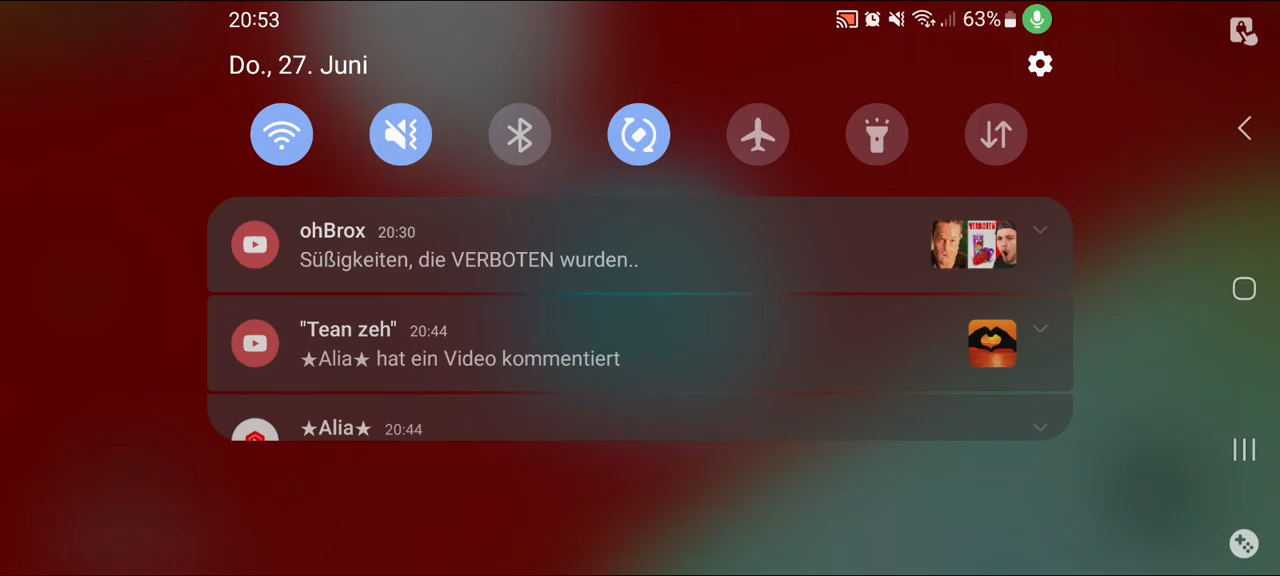 20:53
63%
Do., 27. Juni
ohBrox 20:30
Süßigkeiten, die VERBOTEN wurden..
VERBOTEN
"Tean zeh" 20:44
★Alia★ hat ein Video kommentiert
★Alia★ 20:44